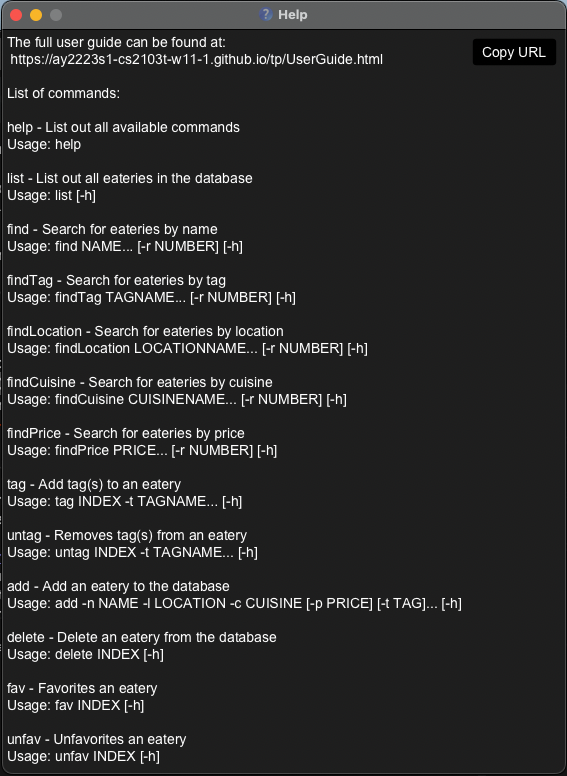 Help
The full user guide can be found at:
https://ay2223s1-cs2103t-w11-1.github.io/tp/UserGuide.html
Copy URL
List of commands:
help - List out all available commands
Usage: help
list - List out all eateries in the database
Usage: list [-h]
find - Search for eateries by name
Usage: find NAME... [-r NUMBER] [-h]
findTag - Search for eateries by tag
Usage: findTag TAGNAME... [-r NUMBER] [-h]
findLocation - Search for eateries by location
Usage: findLocation LOCATIONNAME... [-r NUMBER] [-h]
findCuisine - Search for eateries by cuisine
Usage: findCuisine CUISINENAME... [-r NUMBER] [-h]
findPrice - Search for eateries by price
Usage: findPrice PRICE... [-r NUMBER] [-h]
tag - Add tag(s) to an eatery
Usage: tag INDEX -t TAGNAME... [-h]
untag - Removes tag(s) from an eatery
Usage: untag INDEX -t TAGNAME... [-h]
add - Add an eatery to the database
Usage: add -n NAME -l LOCATION -c CUISINE [-p PRICE] [-t TAG]... [-h]
delete - Delete an eatery from the database
Usage: delete INDEX [-h]
fav - Favorites an eatery
Usage: fav INDEX [-h]
unfav - Unfavorites an eatery
Usage: unfav INDEX [-h]